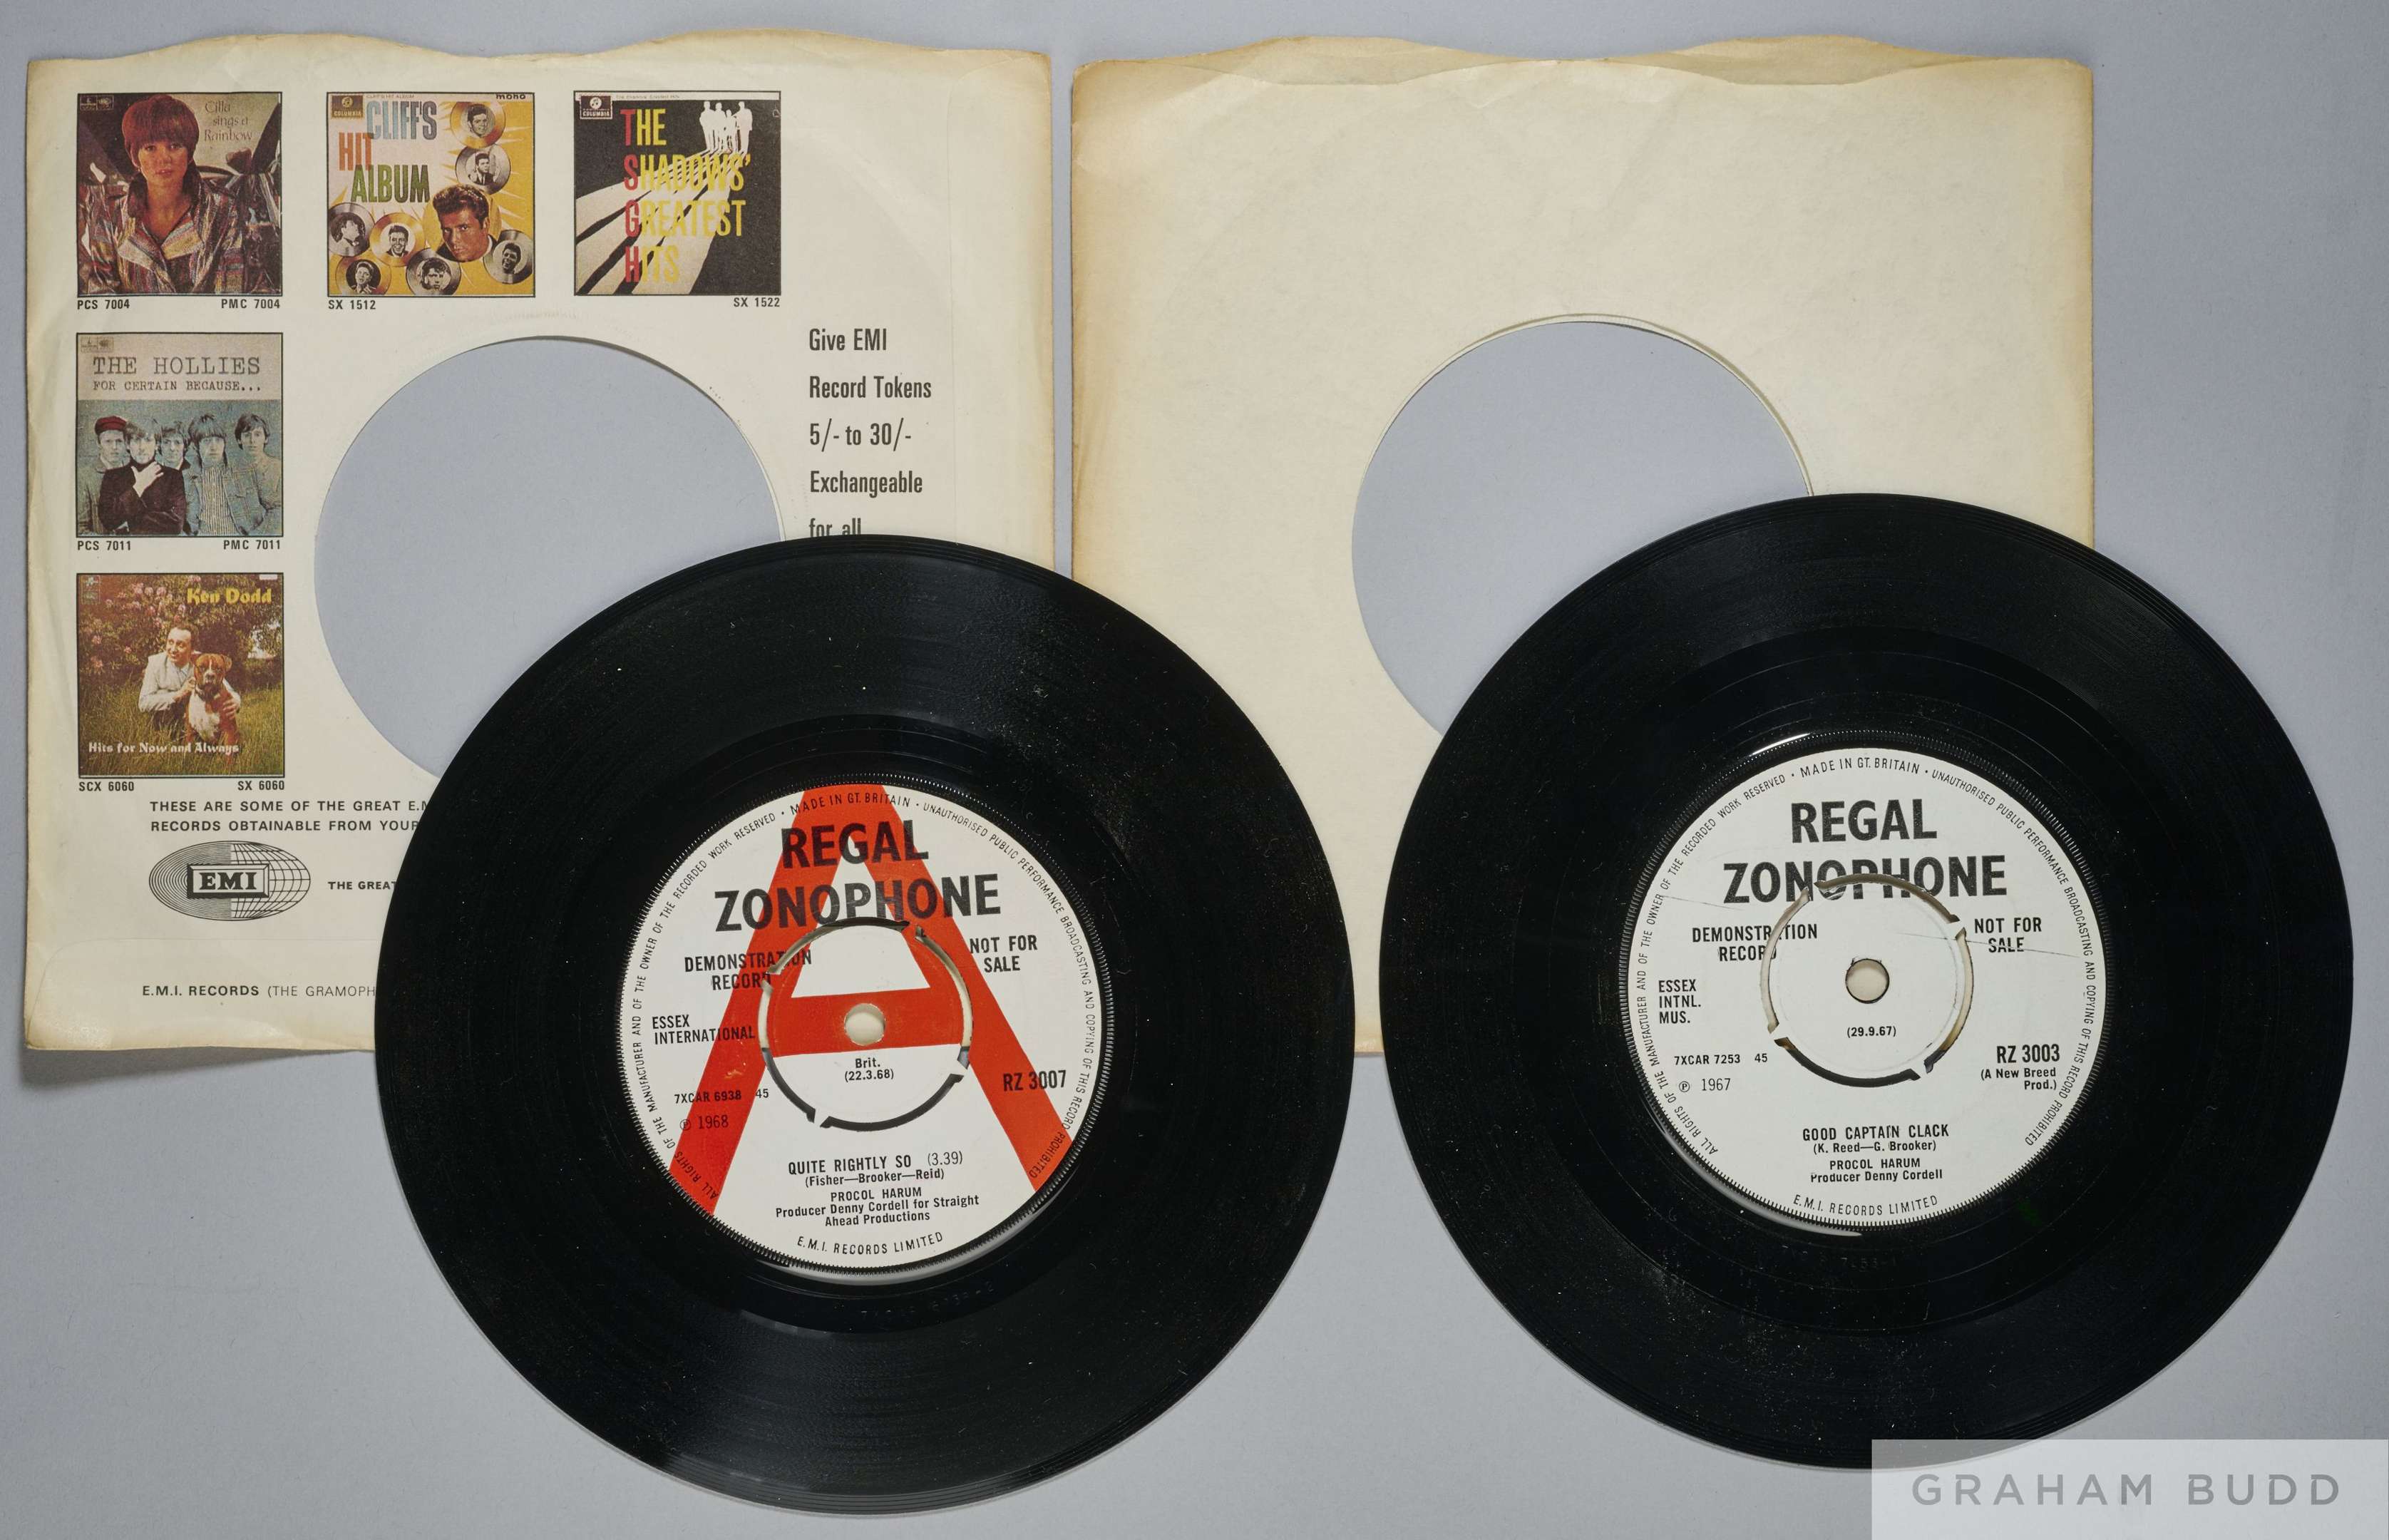 Cilla
sings a
Rainbow
PCS 7004 PMC 7004
COLUMBIA
mono
CLIFF'S
HIT
ALBUM
SX 1512
COLUMBIA
THE
SHADOWS'
GREATEST
HITS
SX 1522
THE HOLLIES
FOR CERTAIN BECAUSE...
PCS 7011 PMC 7011
Ken Dodd
Hits for Now and Always
SCX 6060 SX 6060
Give EMI
Record Tokens
5/- to 30/-
Exchangeable
for all
THESE ARE SOME OF THE GREAT E.M
RECORDS OBTAINABLE FROM YOUR
EMI
THE GREAT
E.M.I. RECORDS (THE GRAMOPH
ALL RIGHTS OF THE MANUFACTURER AND OF THE OWNER OF THE RECORDED WORK RESERVED • MADE IN GT. BRITAIN • UNAUTHORISED PUBLIC PERFORMANCE BROADCASTING AND COPYING OF THIS RECORD PROHIBITED
REGAL
ZONOPHONE
DEMONSTRATION
RECORD
NOT FOR
SALE
ESSEX
INTERNATIONAL
Brit.
(22.3.68)
7XCAR 6938 45
℗ 1968
RZ 3007
QUITE RIGHTLY SO (3.39)
(Fisher—Brooker—Reid)
PROCOL HARUM
Producer Denny Cordell for Straight
Ahead Productions
E.M.I. RECORDS LIMITED
ALL RIGHTS OF THE MANUFACTURER AND OF THE OWNER OF THE RECORDED WORK RESERVED • MADE IN GT. BRITAIN • UNAUTHORISED PUBLIC PERFORMANCE BROADCASTING AND COPYING OF THIS RECORD PROHIBITED
REGAL
ZONOPHONE
DEMONSTRATION
RECORD
NOT FOR
SALE
ESSEX
INTNL.
MUS.
(29.9.67)
7XCAR 7253 45
℗ 1967
RZ 3003
(A New Breed
Prod.)
GOOD CAPTAIN CLACK
(K. Reed—G. Brooker)
PROCOL HARUM
Producer Denny Cordell
E.M.I. RECORDS LIMITED
GRAHAM BUDD